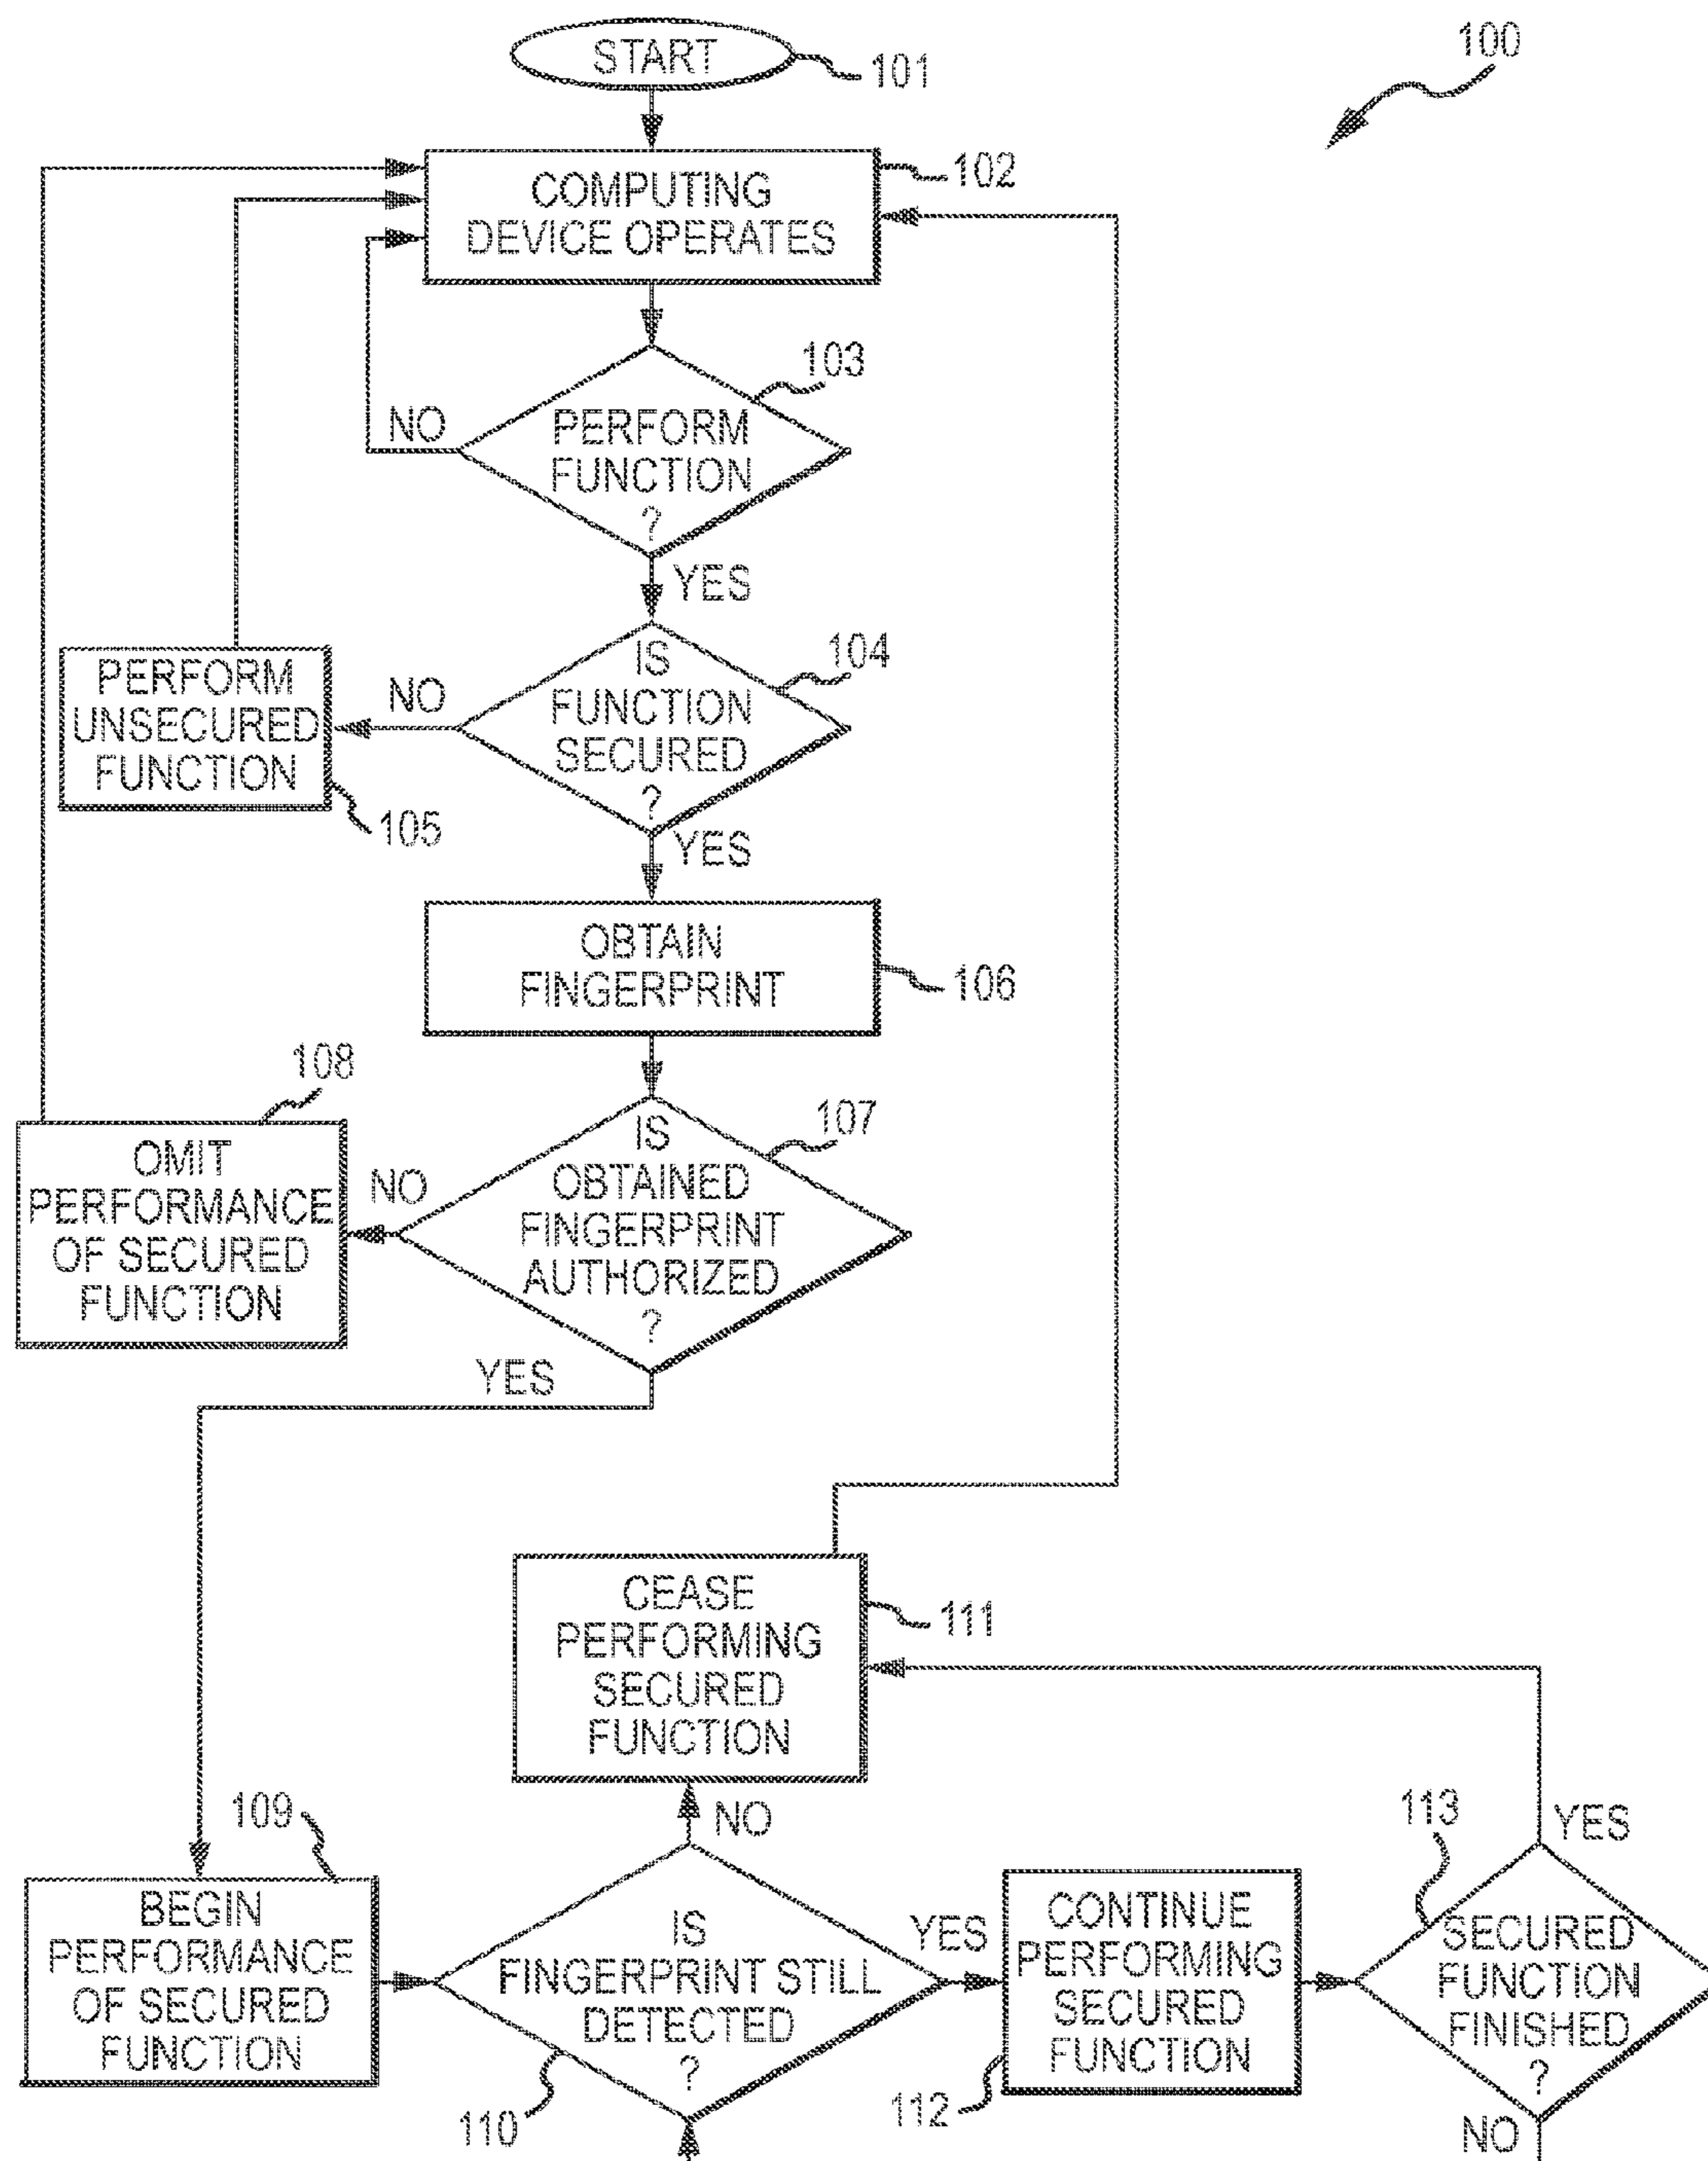 START
101
100
COMPUTING
DEVICE OPERATES
102
103
NO
PERFORM
FUNCTION
?
YES
104
IS
FUNCTION
SECURED
?
NO
PERFORM
UNSECURED
FUNCTION
105
YES
OBTAIN
FINGERPRINT
106
108
107
IS
OBTAINED
FINGERPRINT
AUTHORIZED
?
NO
OMIT
PERFORMANCE
OF SECURED
FUNCTION
YES
CEASE
PERFORMING
SECURED
FUNCTION
111
109
NO
113
YES
BEGIN
PERFORMANCE
OF SECURED
FUNCTION
IS
FINGERPRINT STILL
DETECTED
?
YES
CONTINUE
PERFORMING
SECURED
FUNCTION
SECURED
FUNCTION
FINISHED
?
110
112
NO